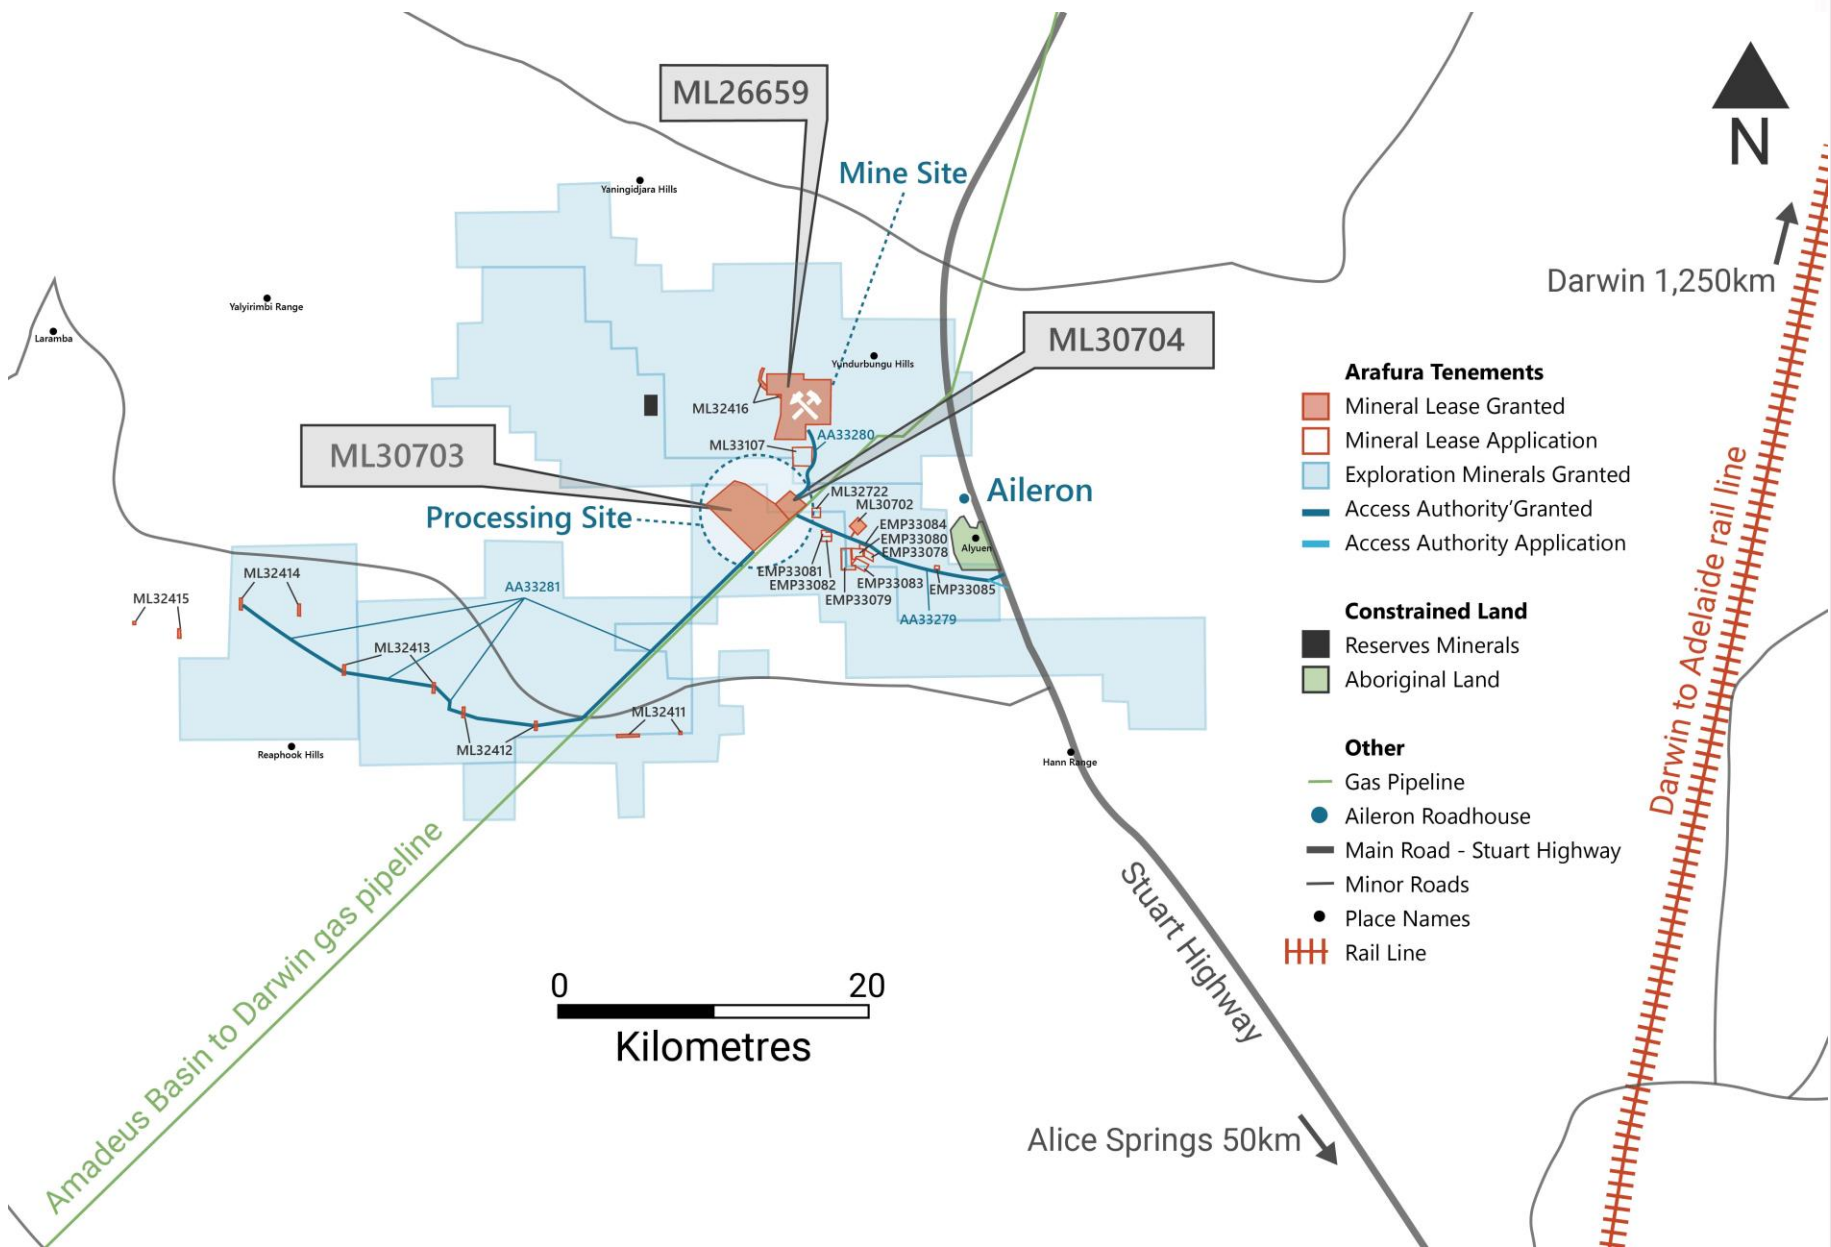 ML26659
Mine Site
N
Yaningidjara Hills
Darwin 1,250km
Yalyirimbi Range
Laramba
ML30704
Yundurbungu Hills
ML32416
ML33107
AA33280
ML30703
Processing Site
Aileron
ML32722
ML30702
EMP33084
EMP33080
EMP33078
Alyuen
EMP33081
EMP33082
EMP33083
EMP33085
EMP33079
AA33279
ML32414
ML32415
AA33281
ML32413
ML32411
ML32412
Reaphook Hills
Hann Range
Arafura Tenements
Mineral Lease Granted
Mineral Lease Application
Exploration Minerals Granted
Access Authority'Granted
Access Authority Application
Constrained Land
Reserves Minerals
Aboriginal Land
Other
Gas Pipeline
Aileron Roadhouse
Main Road - Stuart Highway
Minor Roads
Place Names
Rail Line
Darwin to Adelaide rail line
Amadeus Basin to Darwin gas pipeline
Stuart Highway
0 20
Kilometres
Alice Springs 50km